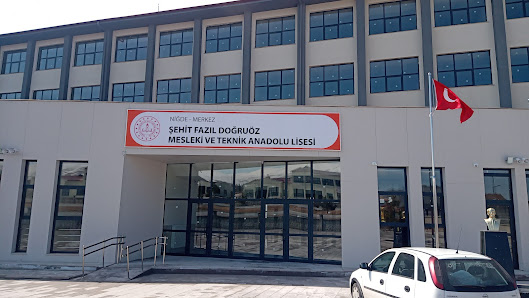 NİĞDE - MERKEZ
ŞEHİT FAZIL DOĞRUÖZ
MESLEKİ VE TEKNİK ANADOLU LİSESİ